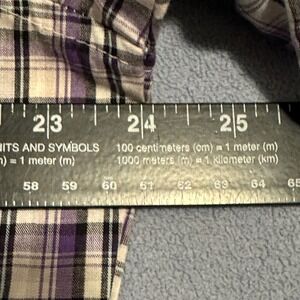 23 24 25
NITS AND SYMBOLS 100 centimeters (cm) = 1 meter (m)
m) = 1 meter (m) 1000 meters (m) = 1 kilometer (km)
58 59 60 61 62 63 64 65